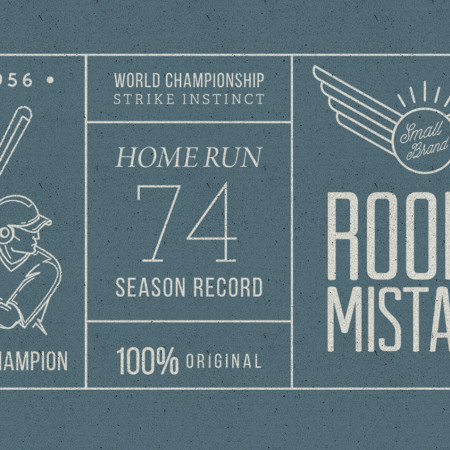 956 •
HAMPION
WORLD CHAMPIONSHIP
STRIKE INSTINCT
HOME RUN
74
SEASON RECORD
100% ORIGINAL
Small
Brand
ROO
MISTA